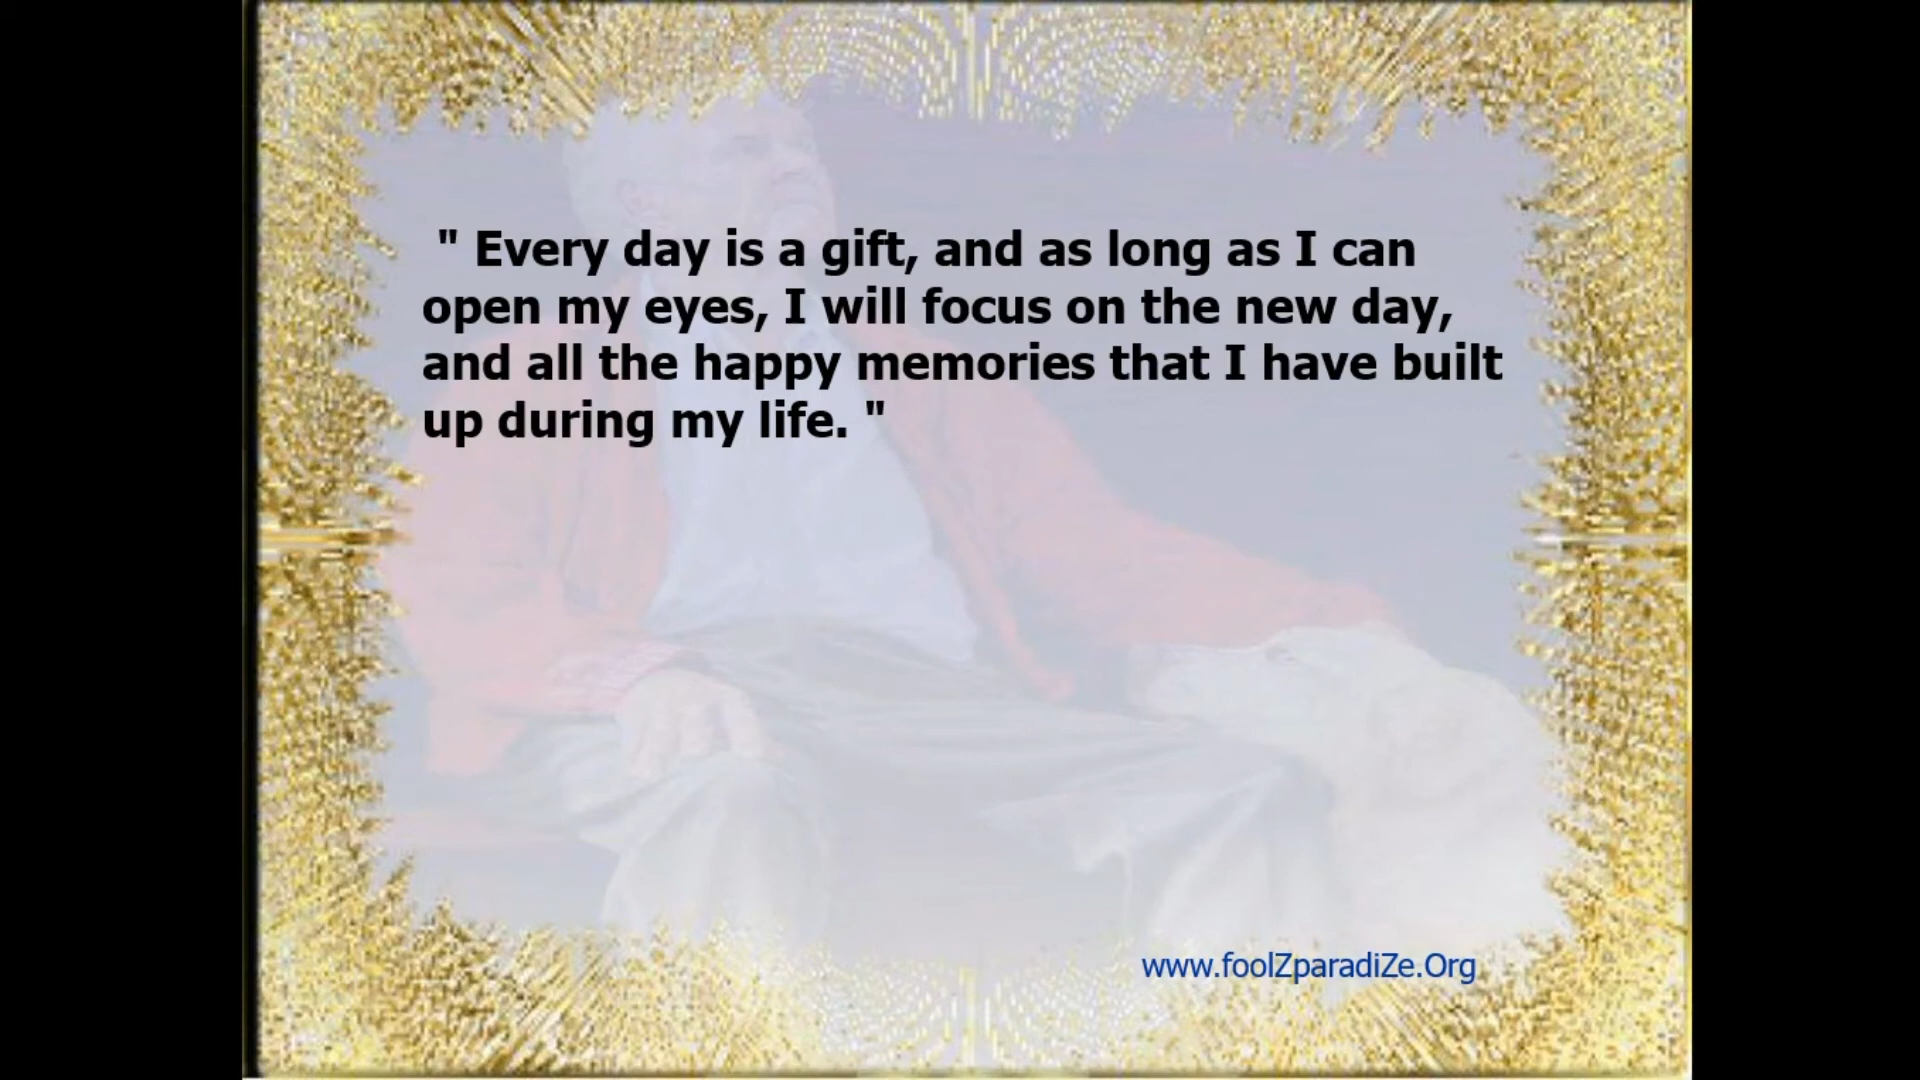 " Every day is a gift, and as long as I can
open my eyes, I will focus on the new day,
and all the happy memories that I have built
up during my life. "
www.foolZparadiZe.Org